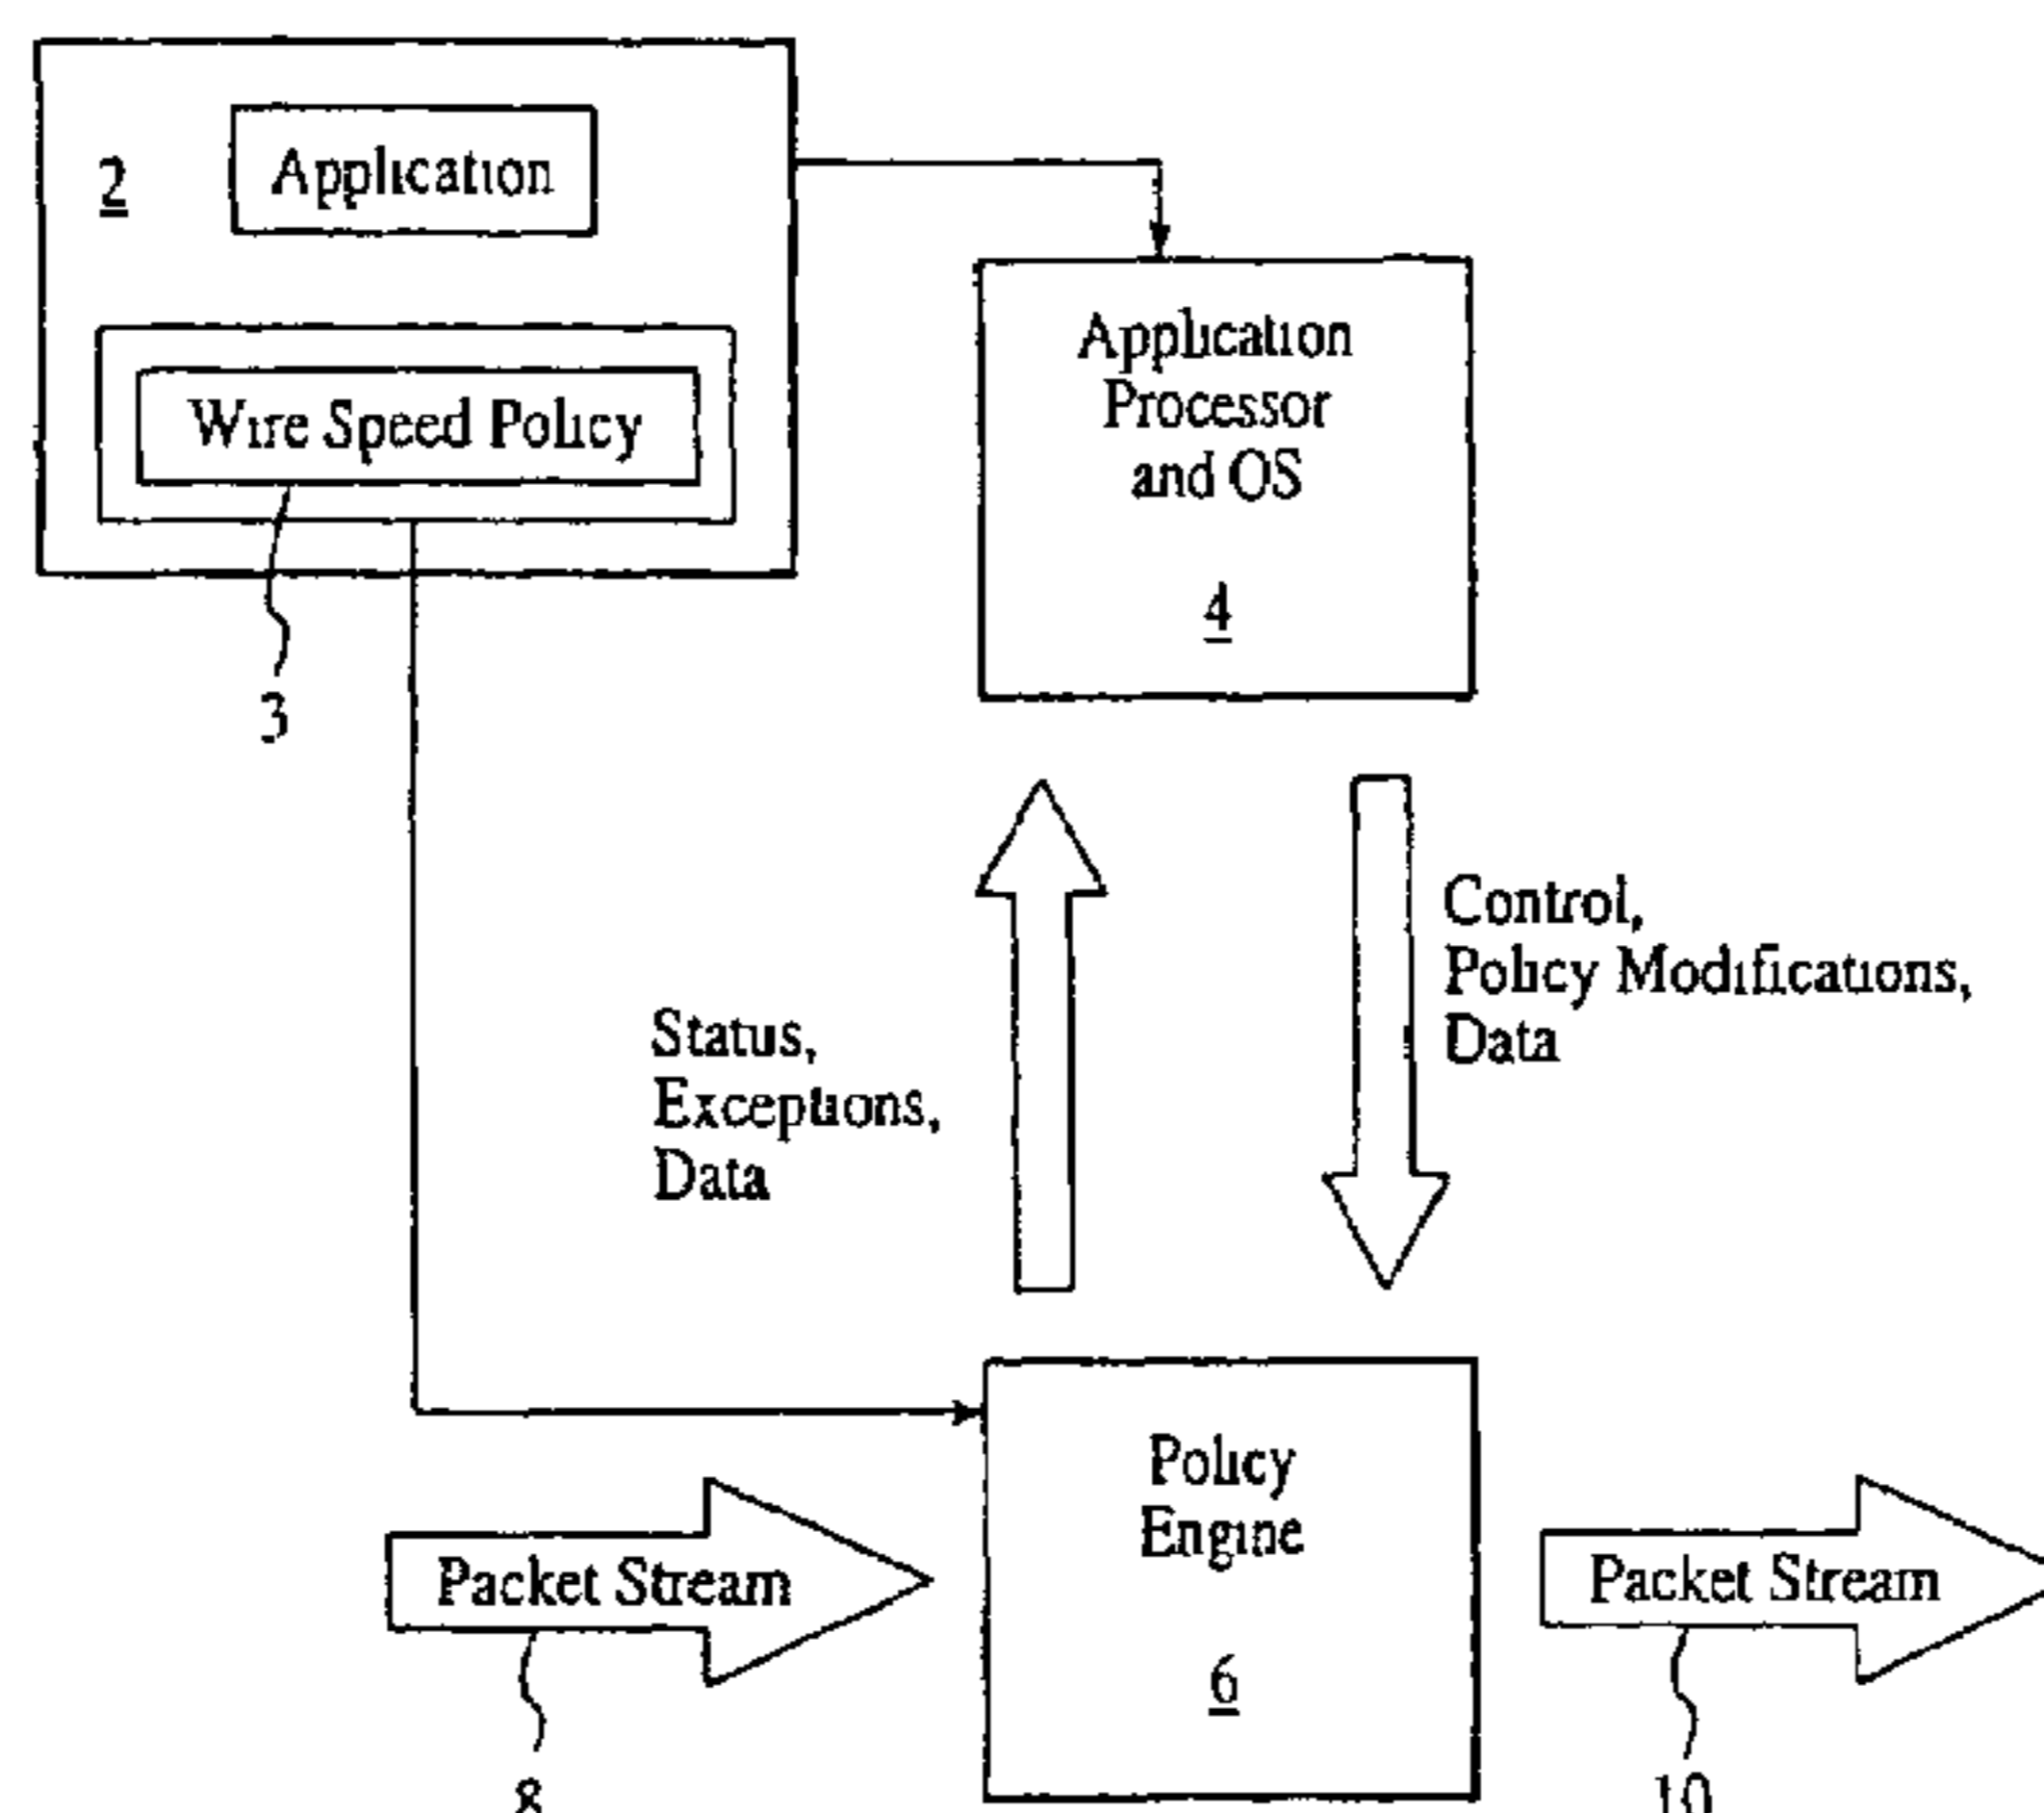 2
Application
Wire Speed Policy
3
Application
Processor
and OS
4
Status,
Exceptions,
Data
Control,
Policy Modifications,
Data
Policy
Engine
6
Packet Stream
8
Packet Stream
10